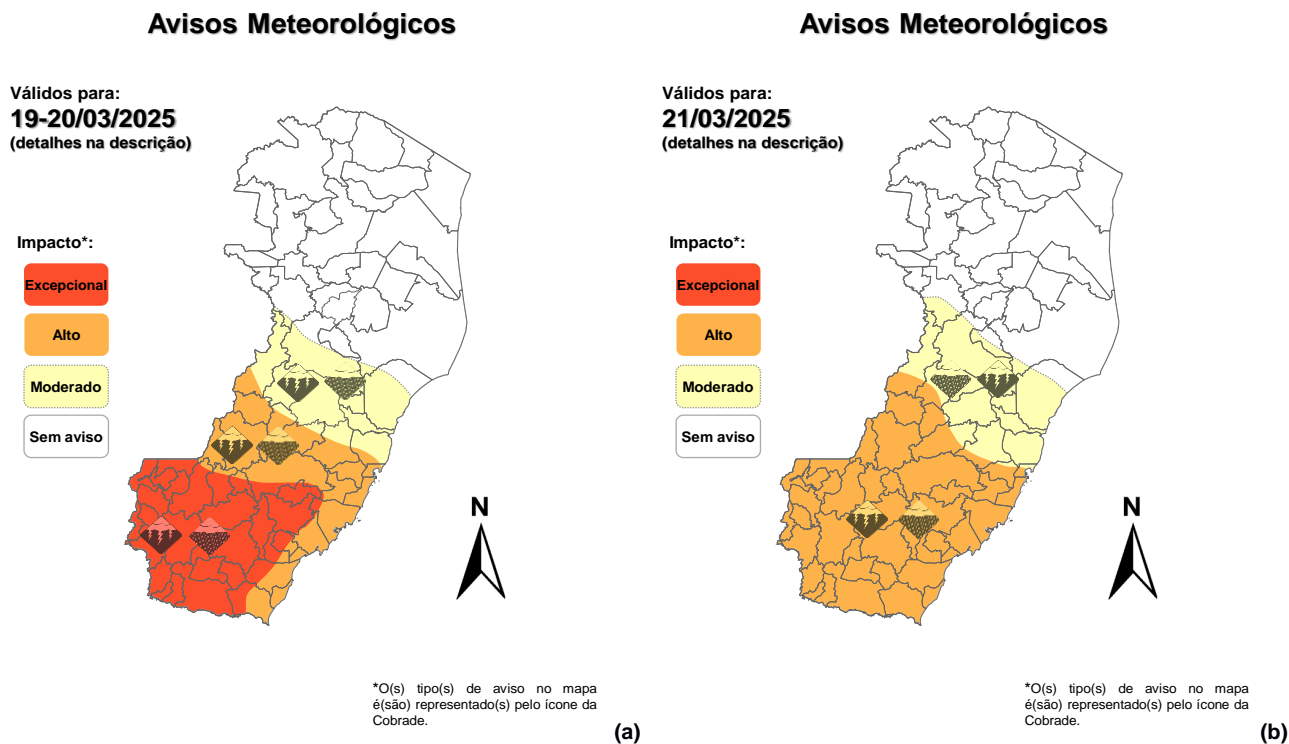 Avisos Meteorológicos
Válidos para:
19-20/03/2025
(detalhes na descrição)
Impacto*:
Excepcional
Alto
Moderado
Sem aviso
N
*O(s) tipo(s) de aviso no mapa
é(são) representado(s) pelo ícone da
Cobrade.
(a)
Avisos Meteorológicos
Válidos para:
21/03/2025
(detalhes na descrição)
Impacto*:
Excepcional
Alto
Moderado
Sem aviso
N
*O(s) tipo(s) de aviso no mapa
é(são) representado(s) pelo ícone da
Cobrade.
(b)